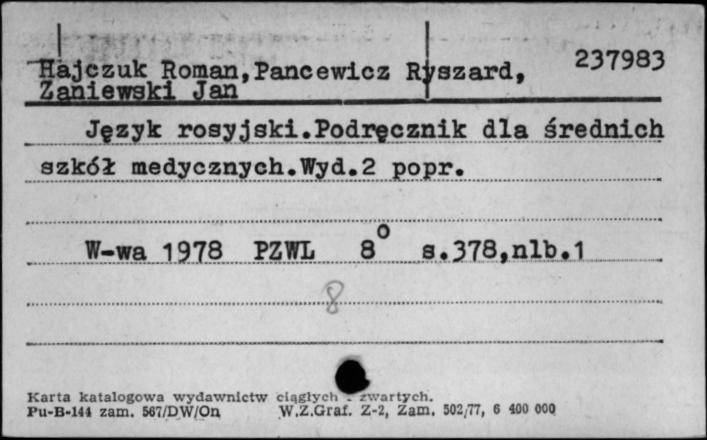 Hajczuk Roman,Pancewicz Ryszard, 237983
Zaniewski Jan
Język rosyjski.Podręcznik dla średnich
szkół medycznych.Wyd.2 popr.
W-wa 1978 PZWL 8° s.378,nlb.1
8
Karta katalogowa wydawnictw ciągłych - zwartych.
Pu-B-144 zam. 567/DW/On W.Z.Graf. Z-2, Zam. 502/77, 6 400 000